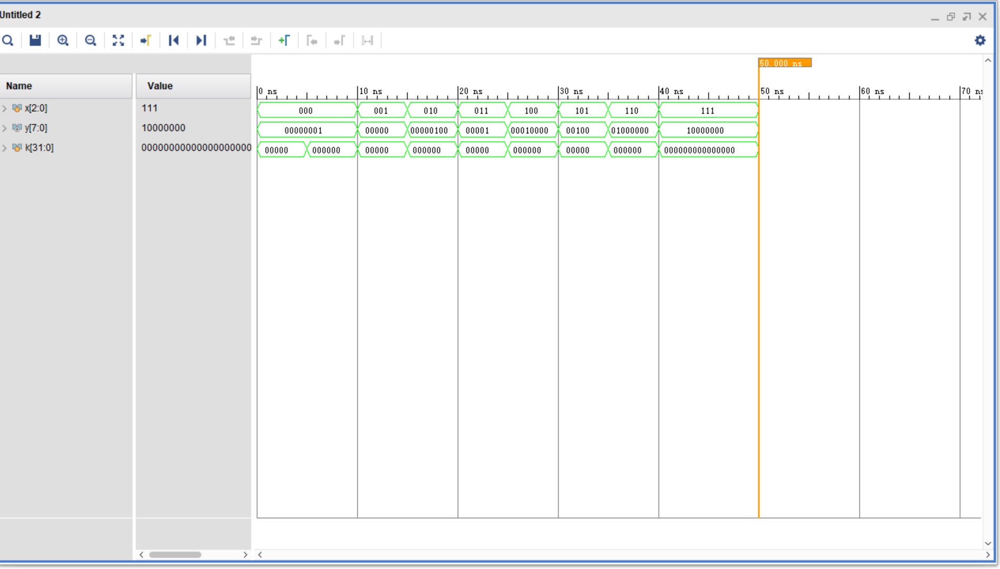 Untitled 2
50.000 ns
Name Value
0 ns 10 ns 20 ns 30 ns 40 ns 50 ns 60 ns 70 ns
x[2:0] 111 000 001 010 011 100 101 110 111
y[7:0] 10000000 00000001 00000 00000100 00001 00010000 00100 01000000 10000000
k[31:0] 00000000000000000000000 00000 000000 00000 000000 00000 000000 00000 000000 000000000000000